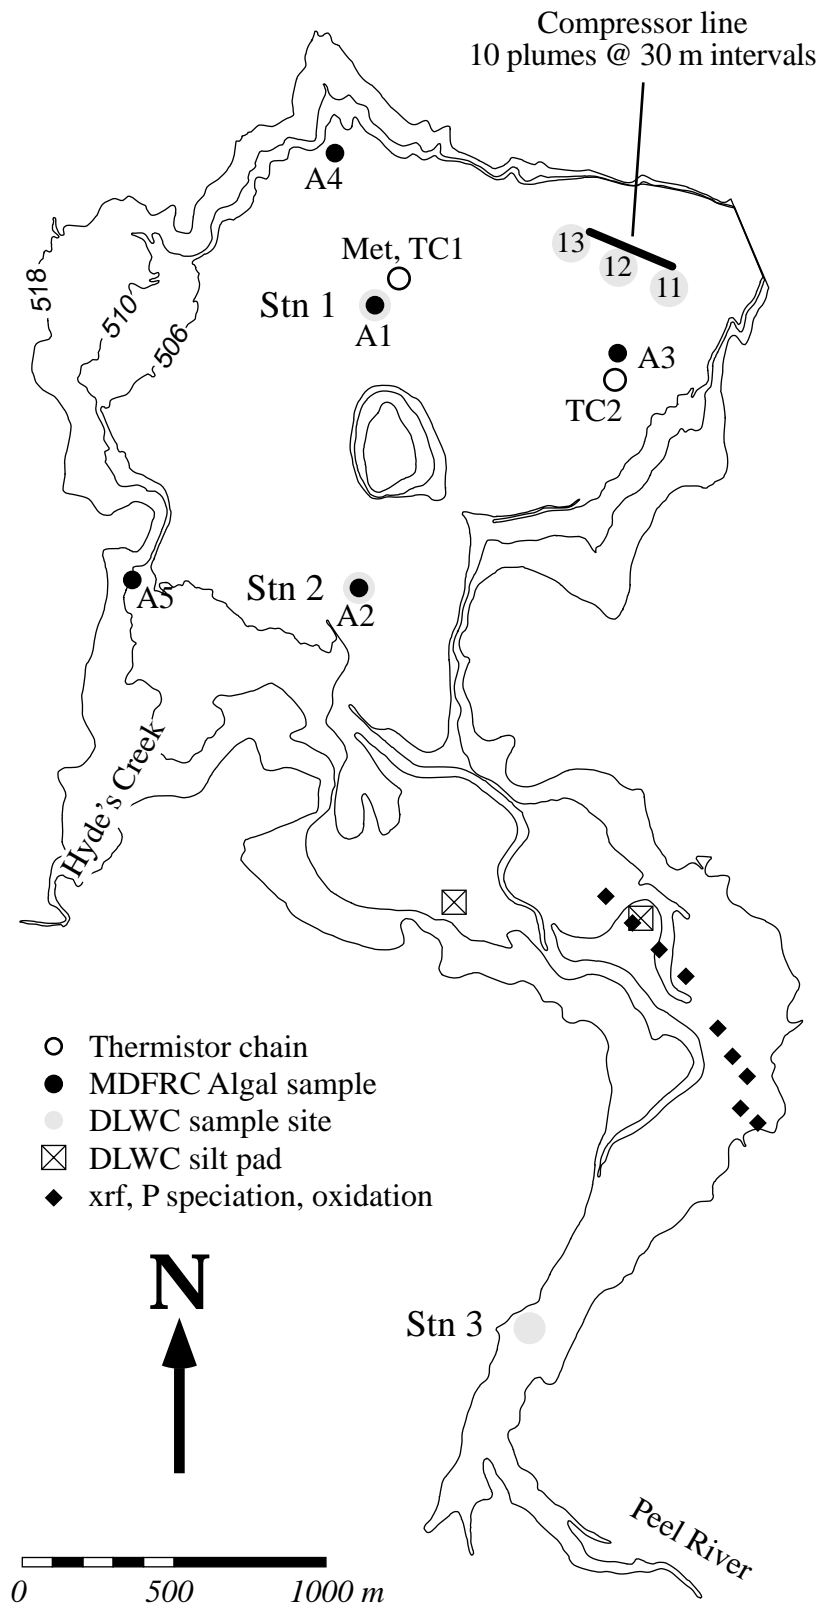 Compressor line
10 plumes @ 30 m intervals
A4
13
12
11
Met, TC1
Stn 1
A1
518
510
506
A3
TC2
Stn 2
A2
A5
Hyde's Creek
Thermistor chain
MDFRC Algal sample
DLWC sample site
DLWC silt pad
xrf, P speciation, oxidation
N
Stn 3
Peel River
0 500 1000 m